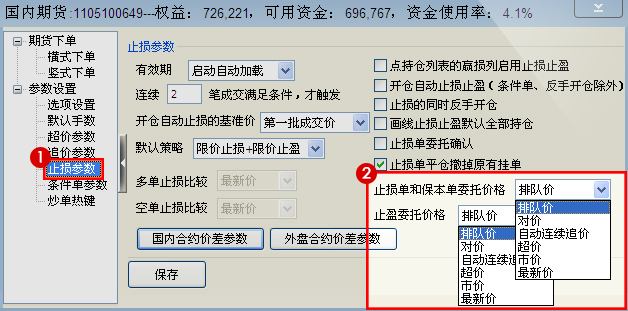 国内期货:1105100649---权益: 726,221, 可用资金: 696,767, 资金使用率: 4.1%
期货下单
横式下单
竖式下单
参数设置
选项设置
默认手数
超价参数
追价参数
1
止损参数
条件单参数
炒单热键
止损参数
有效期 启动自动加载
连续 2 笔成交满足条件，才触发
开仓自动止损的基准价 第一批成交价
默认策略 限价止损+限价止盈
多单止损比较 最新价
空单止损比较 最新价
国内合约价差参数 外盘合约价差参数
保存
点持仓列表的赢损列启用止损止盈
开仓自动止损止盈(条件单、反手开仓除外)
止损的同时反手开仓
画线止损止盈默认全部持仓
止损单委托确认
止损单平仓撤掉原有挂单
2
止损单和保本单委托价格 排队价
排队价
对价
自动连续追价
超价
市价
最新价
止盈委托价格 排队价
排队价
对价
自动连续
超价
市价
最新价